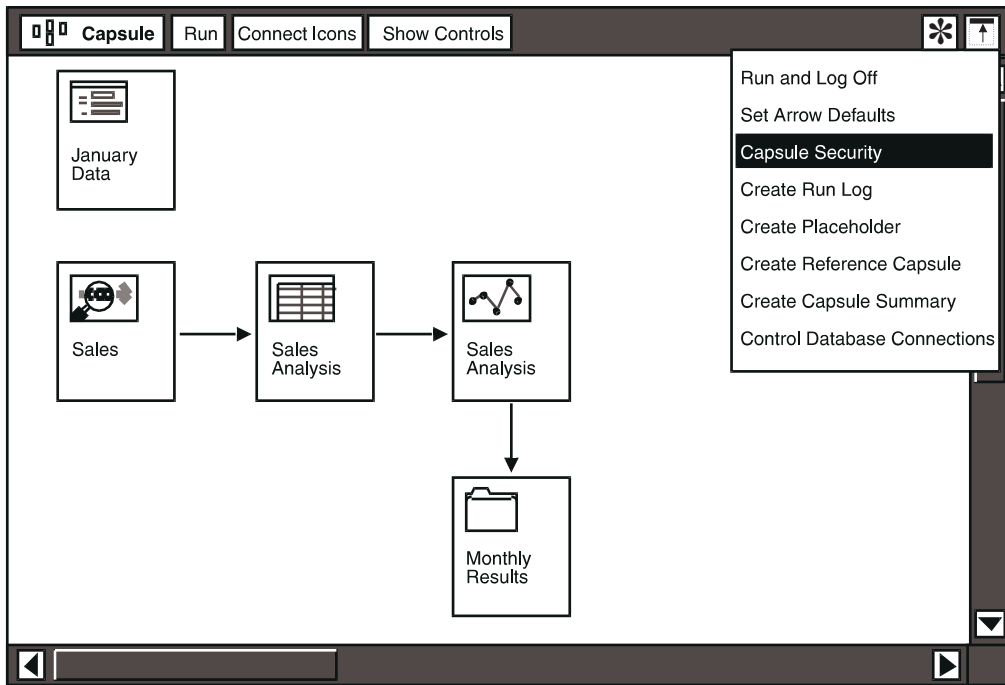 Capsule
Run
Connect Icons
Show Controls
Run and Log Off
Set Arrow Defaults
Capsule Security
Create Run Log
Create Placeholder
Create Reference Capsule
Create Capsule Summary
Control Database Connections
January
Data
Sales
Sales
Analysis
Sales
Analysis
Monthly
Results